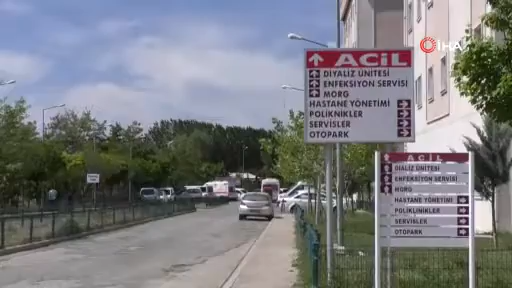 İHA
ACİL
DİYALİZ ÜNİTESİ
ENFEKSİYON SERVİSİ
MORG
HASTANE YÖNETİMİ
POLİKNİKLER
SERVİSLER
OTOPARK
ACİL
DİALİZ ÜNİTESİ
ENFEKSİYON SERVİSİ
MORG
HASTANE YÖNETİMİ
POLİKLİNİKLER
SERVİSLER
OTOPARK